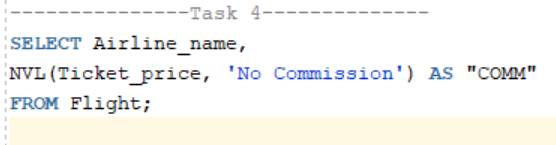 ---------------Task 4--------------
SELECT Airline_name,
NVL(Ticket_price, 'No Commission') AS "COMM"
FROM Flight;